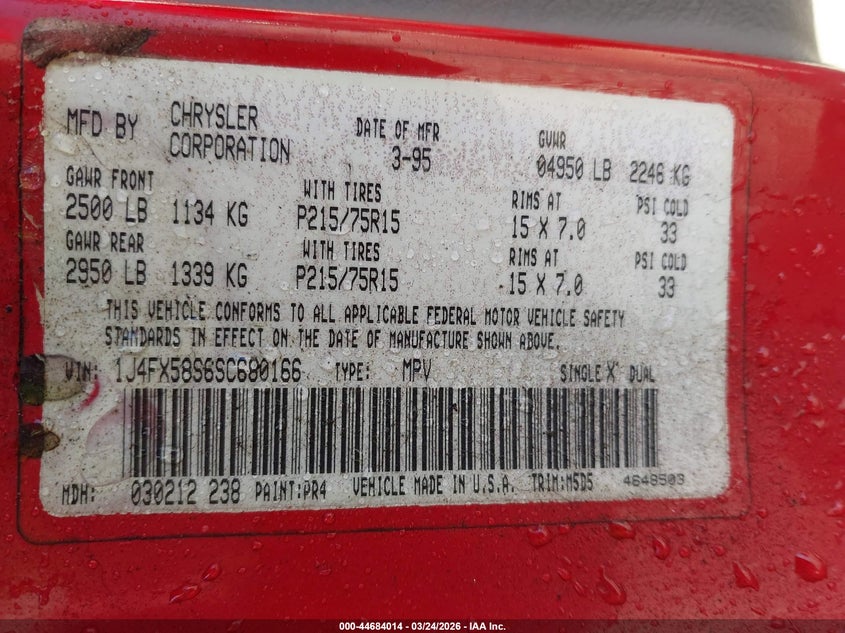 MFD BY CHRYSLER CORPORATION DATE OF MFR 3-95 GVWR 04950 LB 2246 KG
GAWR FRONT WITH TIRES RIMS AT PSI COLD
2500 LB 1134 KG P215/75R15 15 X 7.0 33
GAWR REAR WITH TIRES RIMS AT PSI COLD
2950 LB 1339 KG P215/75R15 15 X 7.0 33
THIS VEHICLE CONFORMS TO ALL APPLICABLE FEDERAL MOTOR VEHICLE SAFETY
STANDARDS IN EFFECT ON THE DATE OF MANUFACTURE SHOWN ABOVE.
VIN: 1J4FX58S6SC680166 TYPE: MPV SINGLE X DUAL
MDH: 030212 238 PAINT:PR4 VEHICLE MADE IN U.S.A. TRIM:M5D5 4648503
000-44684014 - 03/24/2026 - IAA Inc.